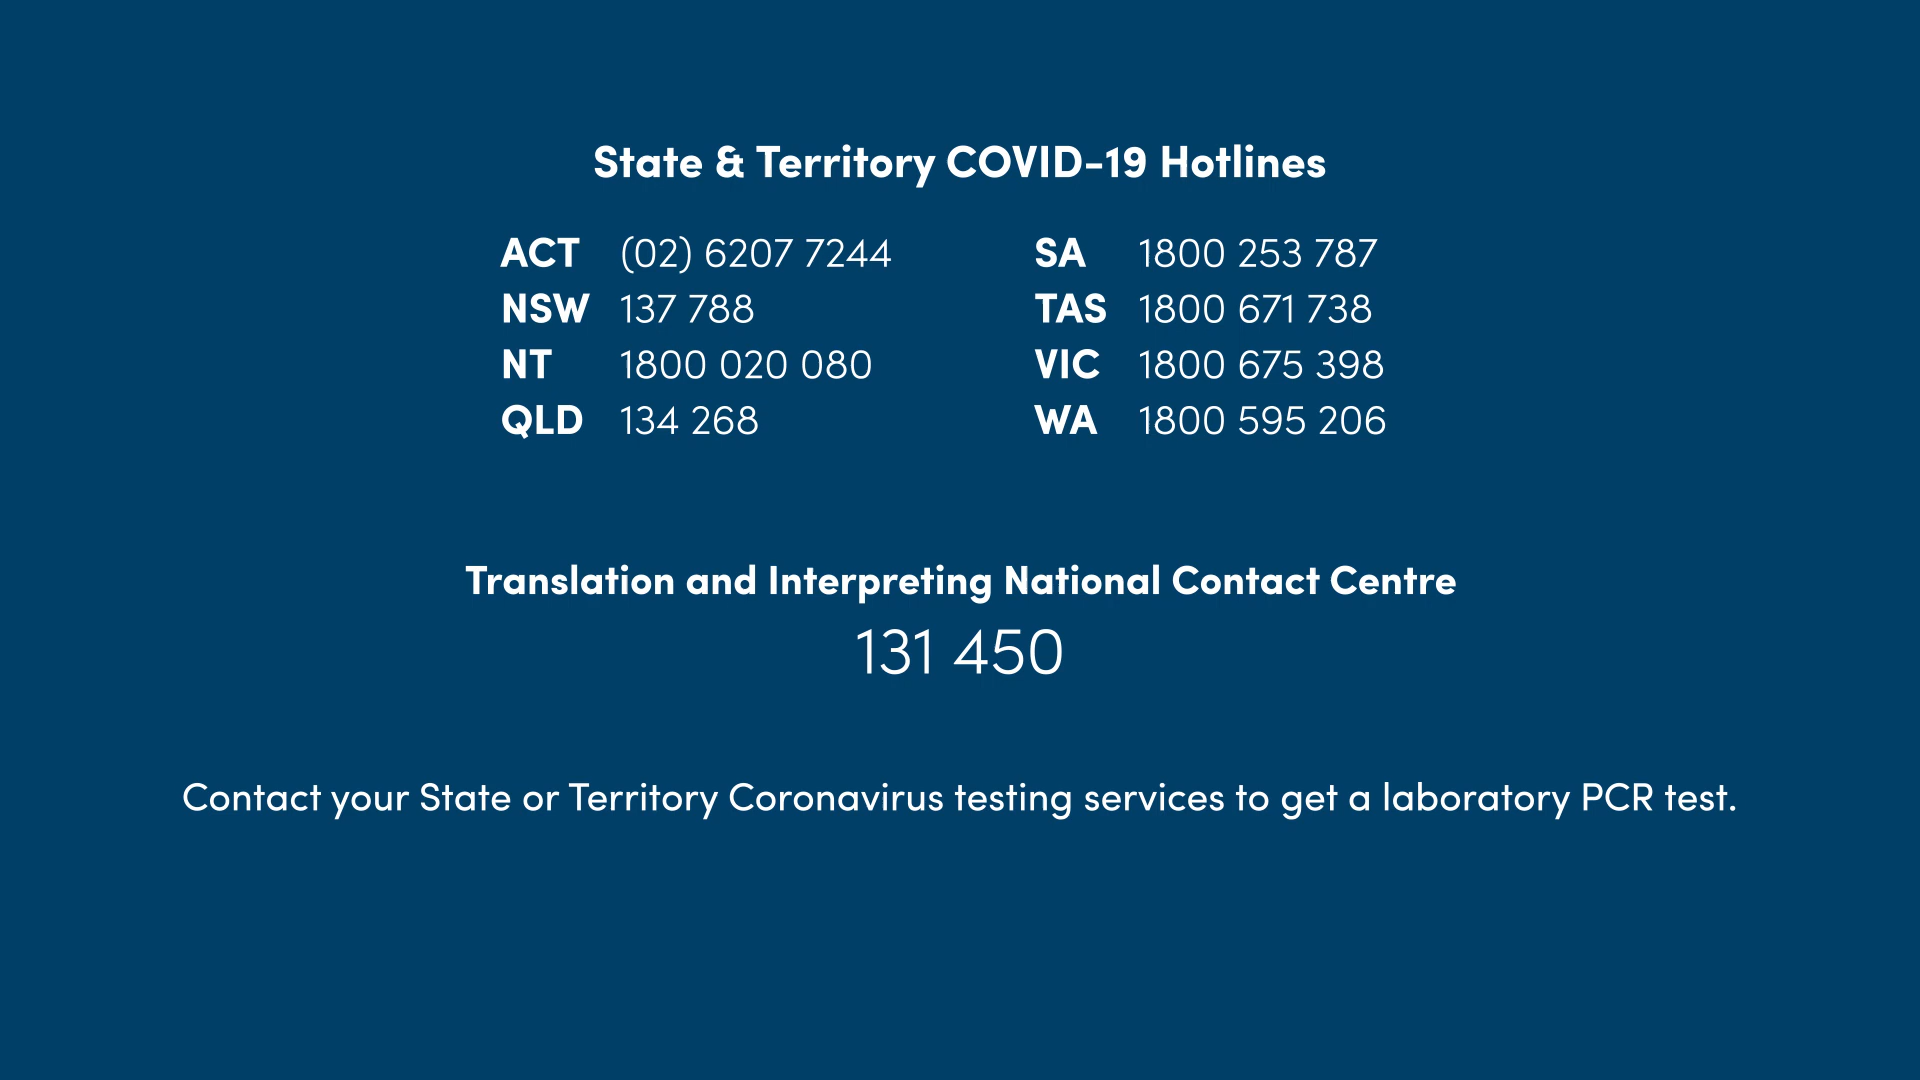 State & Territory COVID-19 Hotlines
ACT (02) 6207 7244
NSW 137 788
NT 1800 020 080
QLD 134 268
SA 1800 253 787
TAS 1800 671 738
VIC 1800 675 398
WA 1800 595 206
Translation and Interpreting National Contact Centre
131 450
Contact your State or Territory Coronavirus testing services to get a laboratory PCR test.